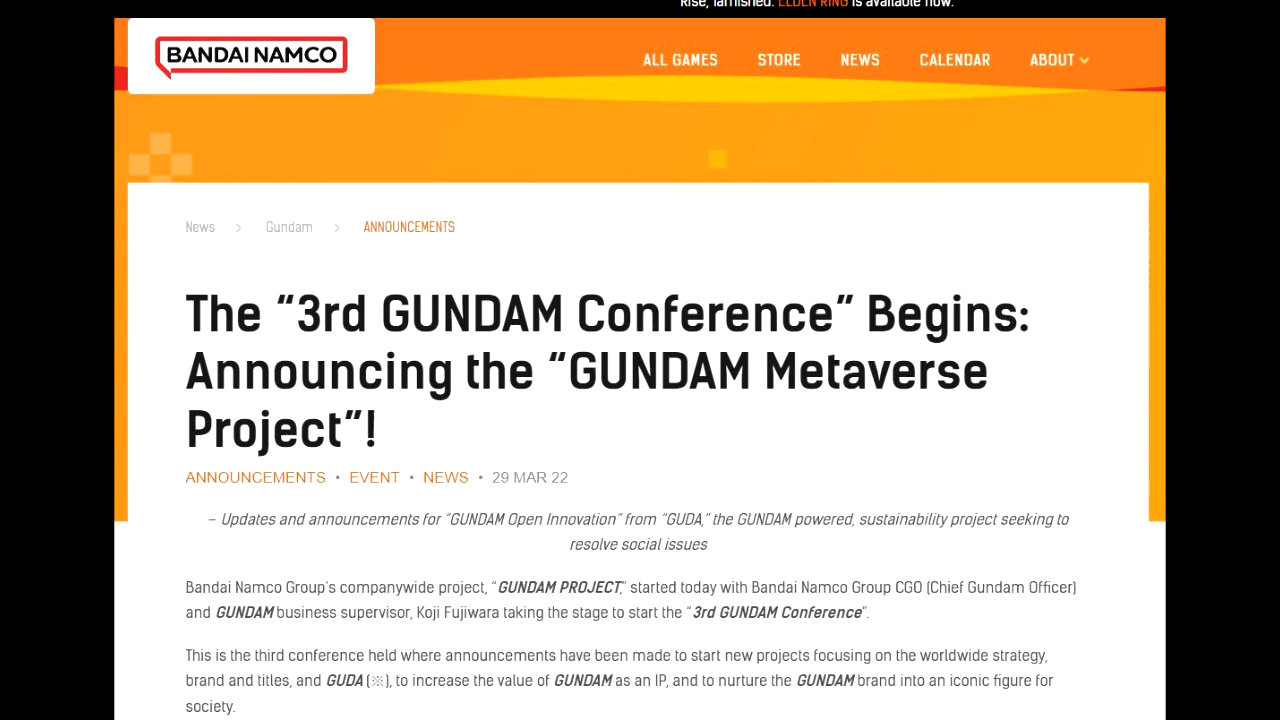 Rise, Tarnished. ELDEN RING is available now.
BANDAI NAMCO
ALL GAMES STORE NEWS CALENDAR ABOUT
News > Gundam > ANNOUNCEMENTS
The “3rd GUNDAM Conference” Begins:
Announcing the “GUNDAM Metaverse
Project”!
ANNOUNCEMENTS • EVENT • NEWS • 29 MAR 22
– Updates and announcements for “GUNDAM Open Innovation” from “GUDA,” the GUNDAM powered, sustainability project seeking to
resolve social issues
Bandai Namco Group’s companywide project, “GUNDAM PROJECT,” started today with Bandai Namco Group CGO (Chief Gundam Officer)
and GUNDAM business supervisor, Koji Fujiwara taking the stage to start the “3rd GUNDAM Conference”.
This is the third conference held where announcements have been made to start new projects focusing on the worldwide strategy,
brand and titles, and GUDA (※), to increase the value of GUNDAM as an IP, and to nurture the GUNDAM brand into an iconic figure for
society.